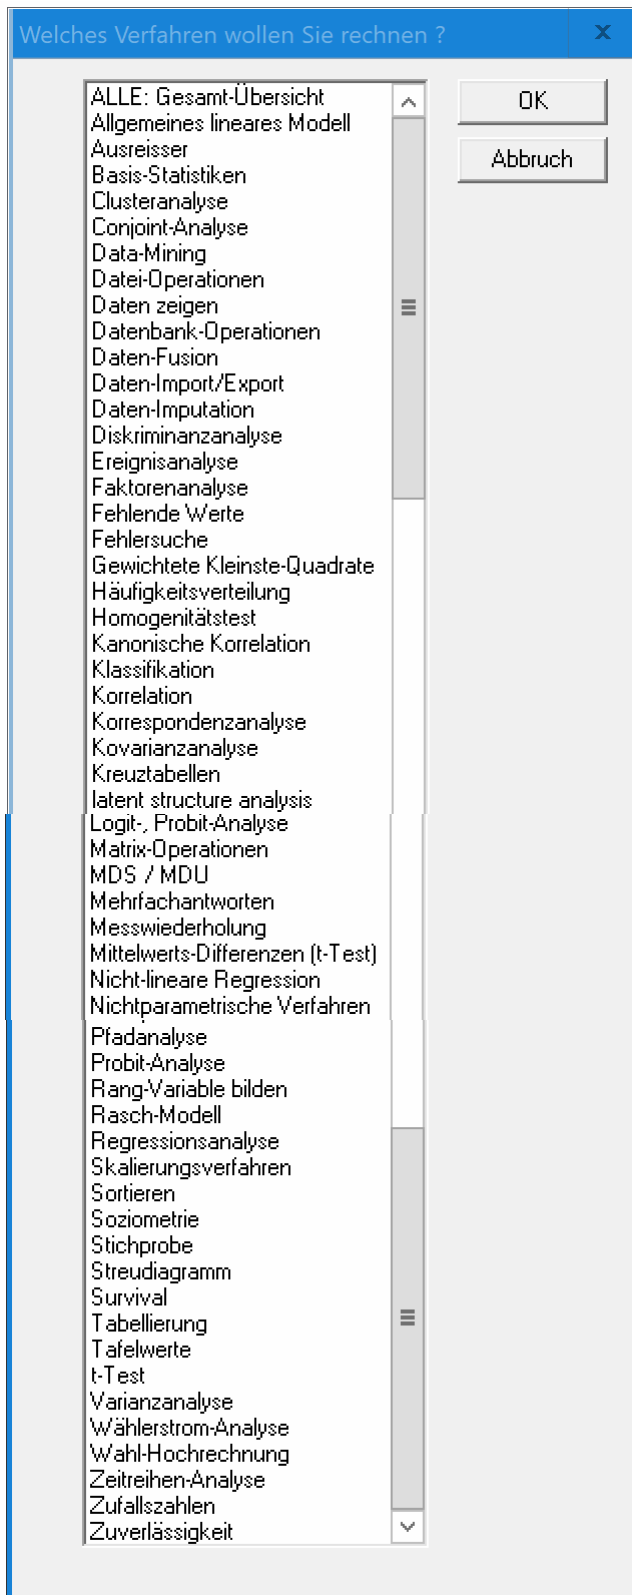 Welches Verfahren wollen Sie rechnen ?
x
ALLE: Gesamt-Übersicht
Allgemeines lineares Modell
Ausreisser
Basis-Statistiken
Clusteranalyse
Conjoint-Analyse
Data-Mining
Datei-Operationen
Daten zeigen
Datenbank-Operationen
Daten-Fusion
Daten-Import/Export
Daten-Imputation
Diskriminanzanalyse
Ereignisanalyse
Faktorenanalyse
Fehlende Werte
Fehlersuche
Gewichtete Kleinste-Quadrate
Häufigkeitsverteilung
Homogenitätstest
Kanonische Korrelation
Klassifikation
Korrelation
Korrespondenzanalyse
Kovarianzanalyse
Kreuztabellen
latent structure analysis
Logit-, Probit-Analyse
Matrix-Operationen
MDS / MDU
Mehrfachantworten
Messwiederholung
Mittelwerts-Differenzen (t-Test)
Nicht-lineare Regression
Nichtparametrische Verfahren
Pfadanalyse
Probit-Analyse
Rang-Variable bilden
Rasch-Modell
Regressionsanalyse
Skalierungsverfahren
Sortieren
Soziometrie
Stichprobe
Streudiagramm
Survival
Tabellierung
Tafelwerte
t-Test
Varianzanalyse
Wählerstrom-Analyse
Wahl-Hochrechnung
Zeitreihen-Analyse
Zufallszahlen
Zuverlässigkeit
OK
Abbruch